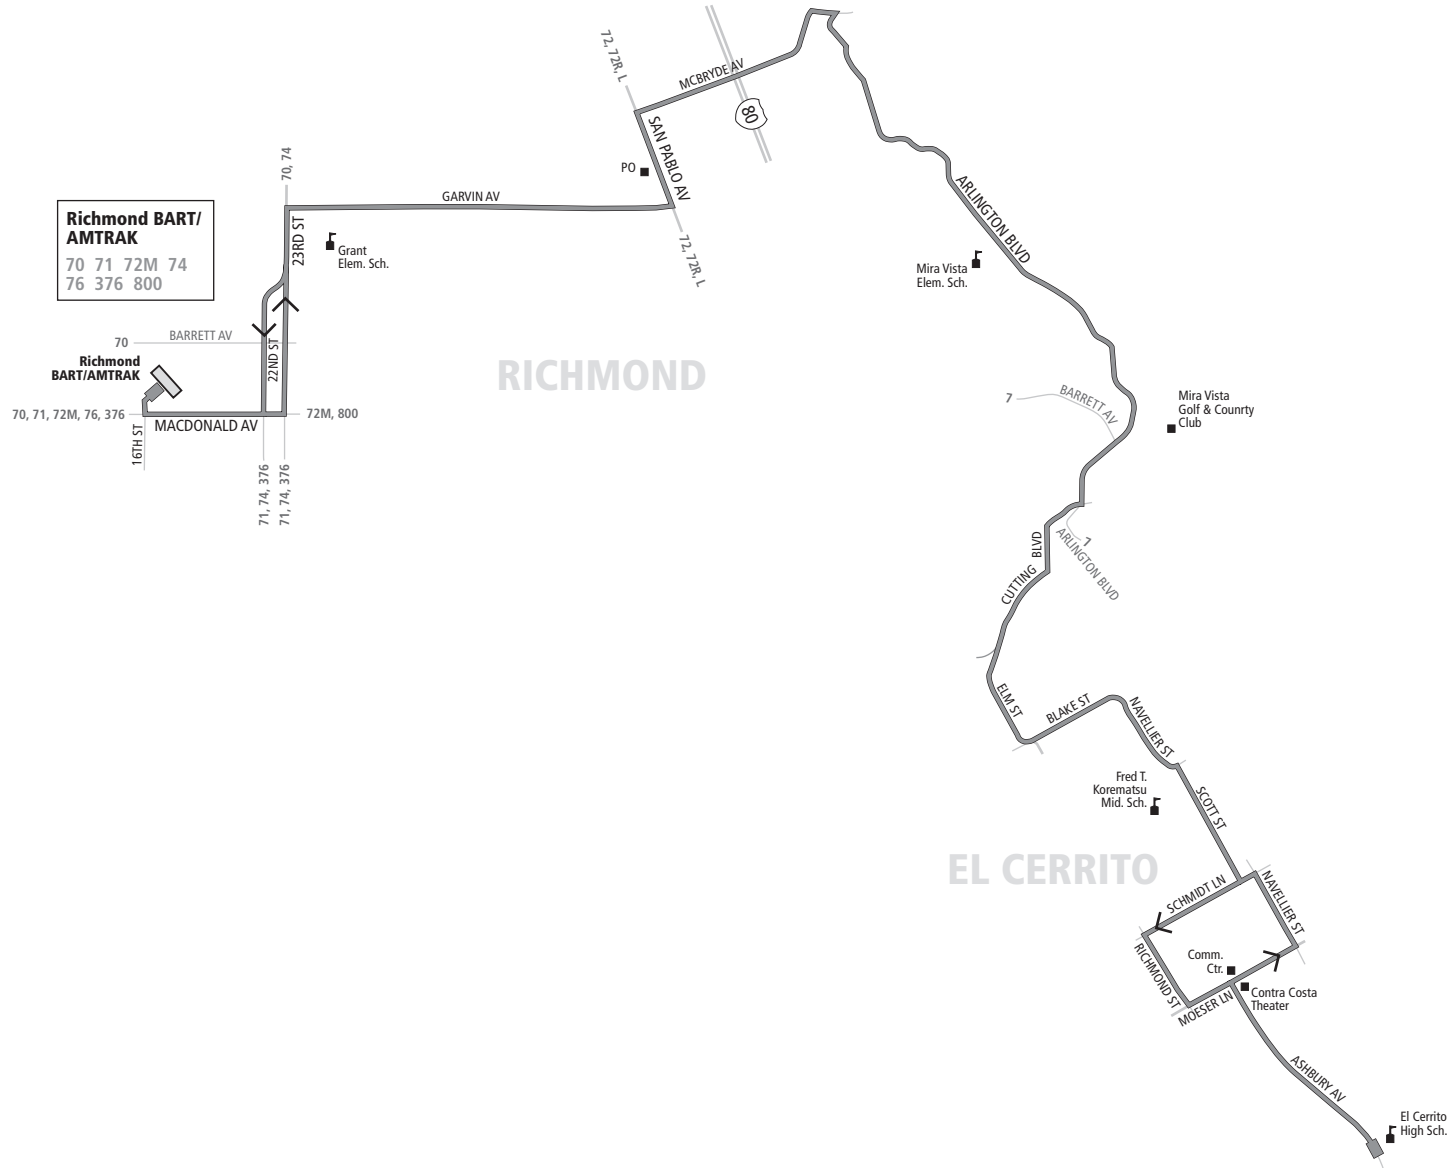 72, 72R, L
MCBRYDE AV
80
SAN PABLO AV
PO
70, 74
GARVIN AV
ARLINGTON BLVD
Richmond BART/
AMTRAK
70 71 72M 74
76 376 800
23RD ST
Grant
Elem. Sch.
72, 72R, L
Mira Vista
Elem. Sch.
BARRETT AV
70
22ND ST
Richmond
BART/AMTRAK
RICHMOND
70, 71, 72M, 76, 376
MACDONALD AV
72M, 800
16TH ST
71, 74, 376
71, 74, 376
7
BARRETT AV
Mira Vista
Golf & Counrty
Club
BLVD
CUTTING
7
ARLINGTON BLVD
ELM ST
BLAKE ST
NAVELLIER ST
Fred T.
Korematsu
Mid. Sch.
SCOTT ST
EL CERRITO
SCHMIDT LN
NAVELLIER ST
RICHMOND ST
Comm.
Ctr.
Contra Costa
Theater
MOESER LN
ASHBURY AV
El Cerrito
High Sch.